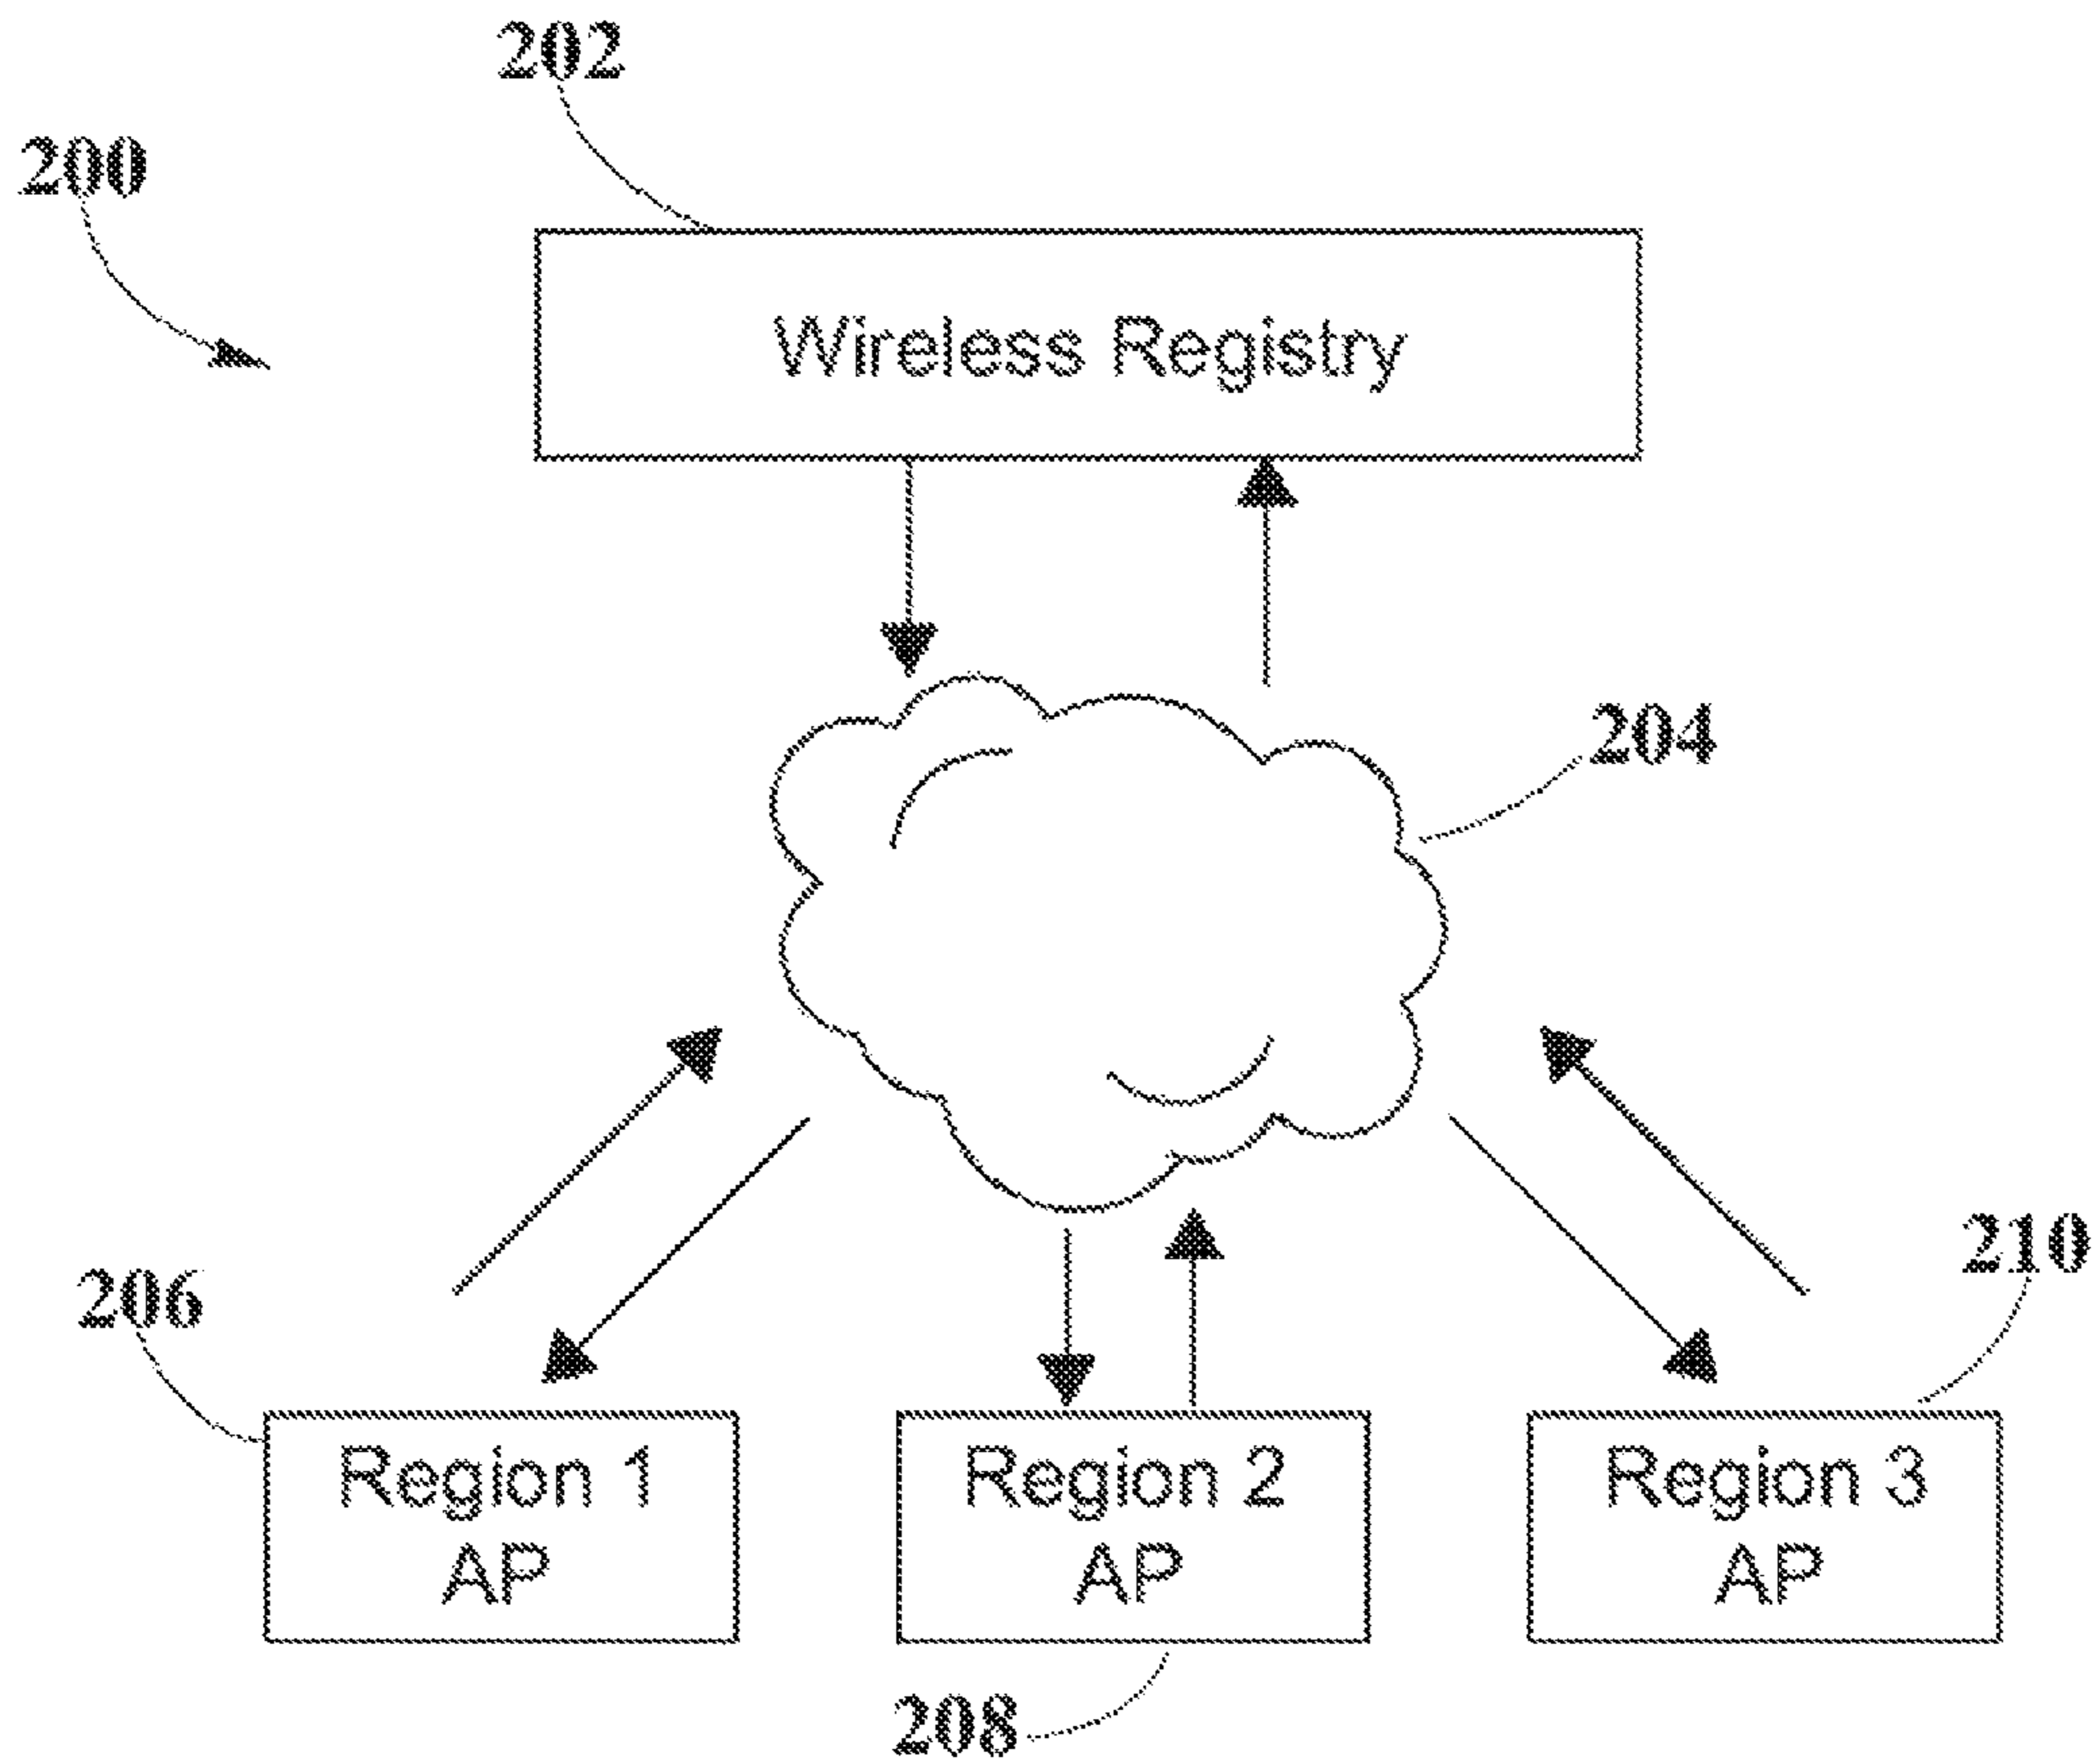 202
200
Wireless Registry
204
210
206
Region 1
AP
Region 2
AP
Region 3
AP
208